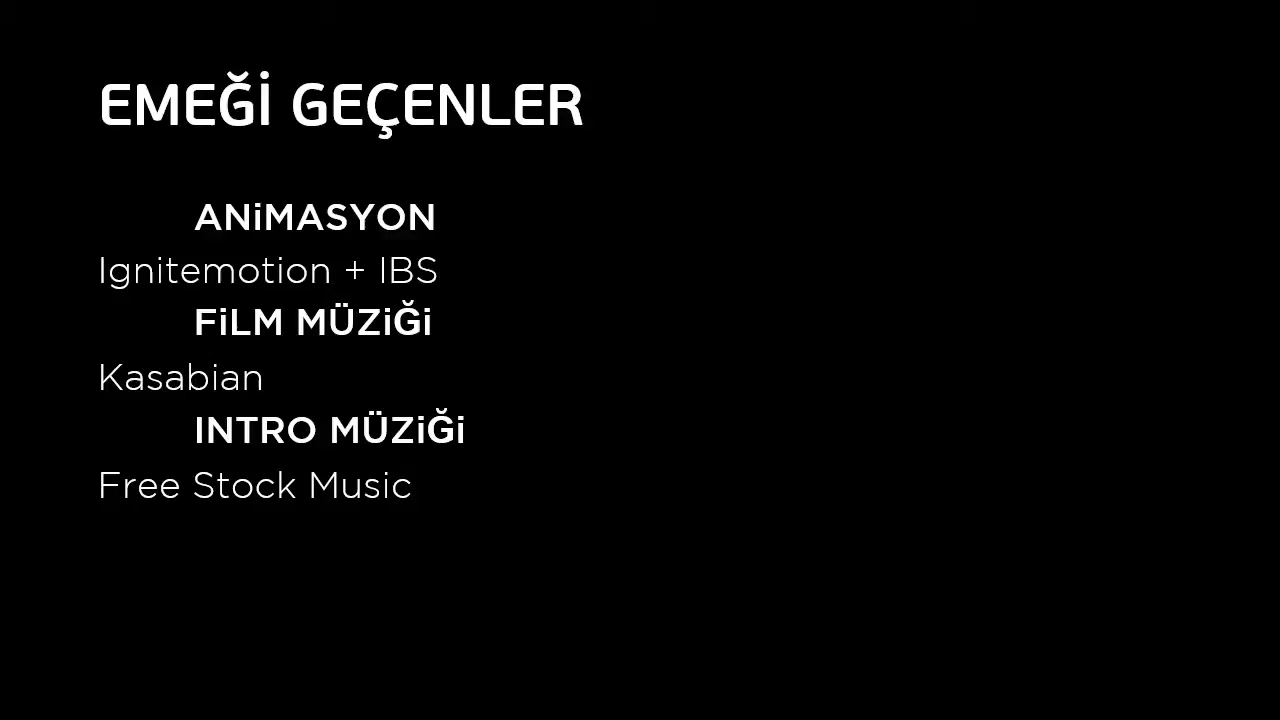 EMEĞİ GEÇENLER
ANiMASYON
Ignitemotion + IBS
FiLM MÜZiĞi
Kasabian
INTRO MÜZiĞi
Free Stock Music